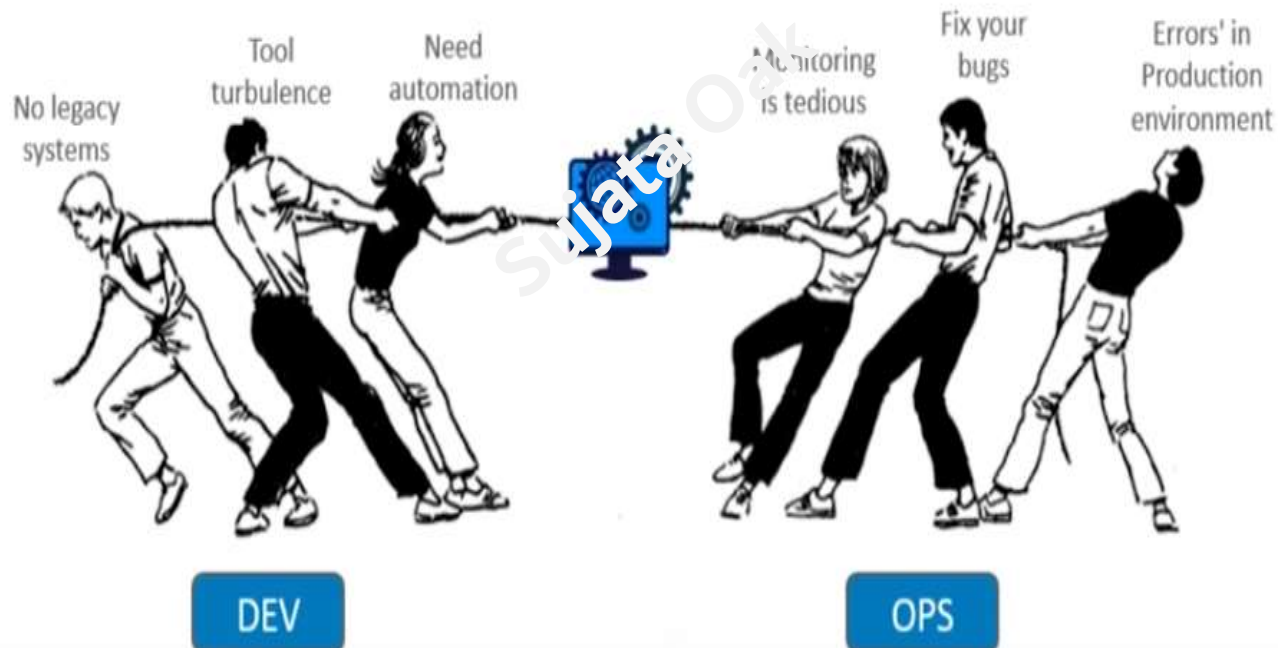 No legacy
systems
Tool
turbulence
Need
automation
Monitoring
is tedious
Fix your
bugs
Errors' in
Production
environment
Sujata Oak
DEV
OPS